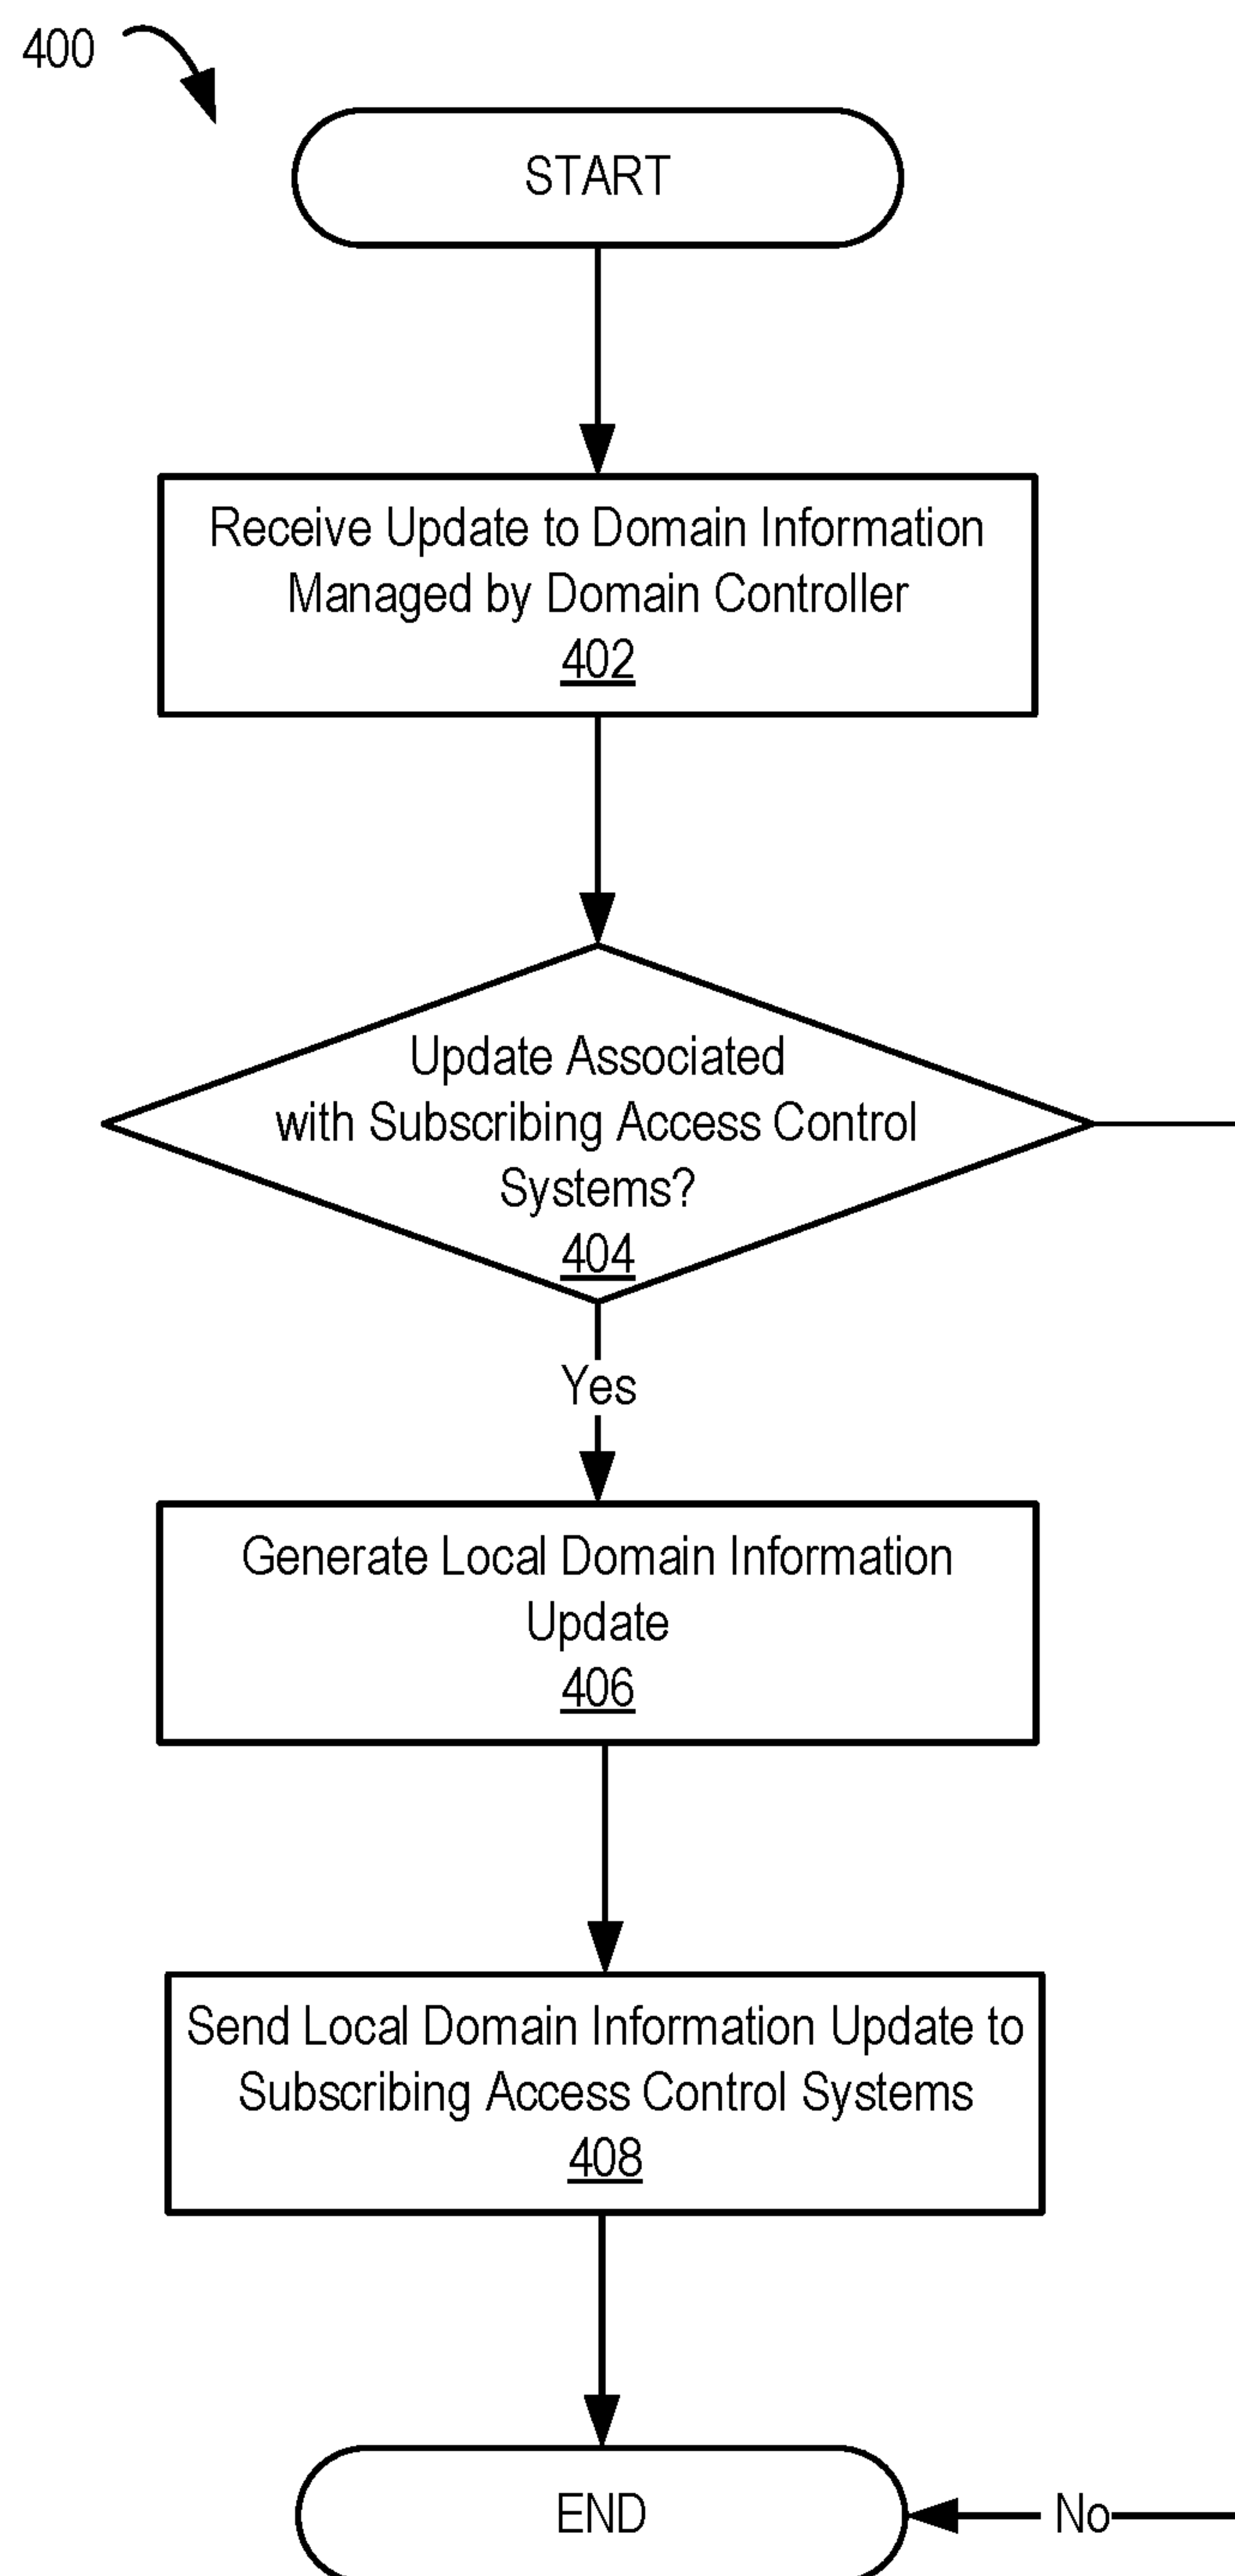 400
START
Receive Update to Domain Information
Managed by Domain Controller
402
Update Associated
with Subscribing Access Control
Systems?
404
Yes
Generate Local Domain Information
Update
406
Send Local Domain Information Update to
Subscribing Access Control Systems
408
END
No